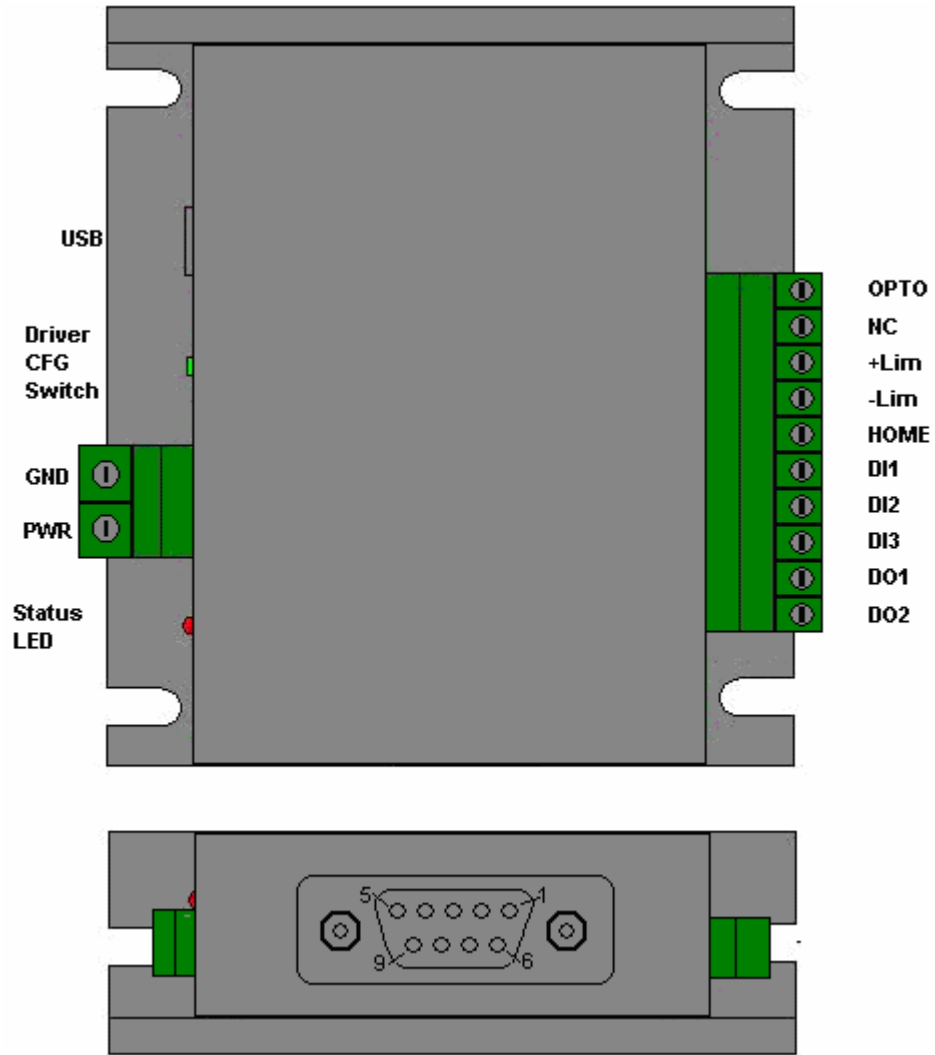 USB
Driver
CFG
Switch
GND
PWR
Status
LED
OPTO
NC
+Lim
-Lim
HOME
DI1
DI2
DI3
DO1
DO2
5
1
9
6